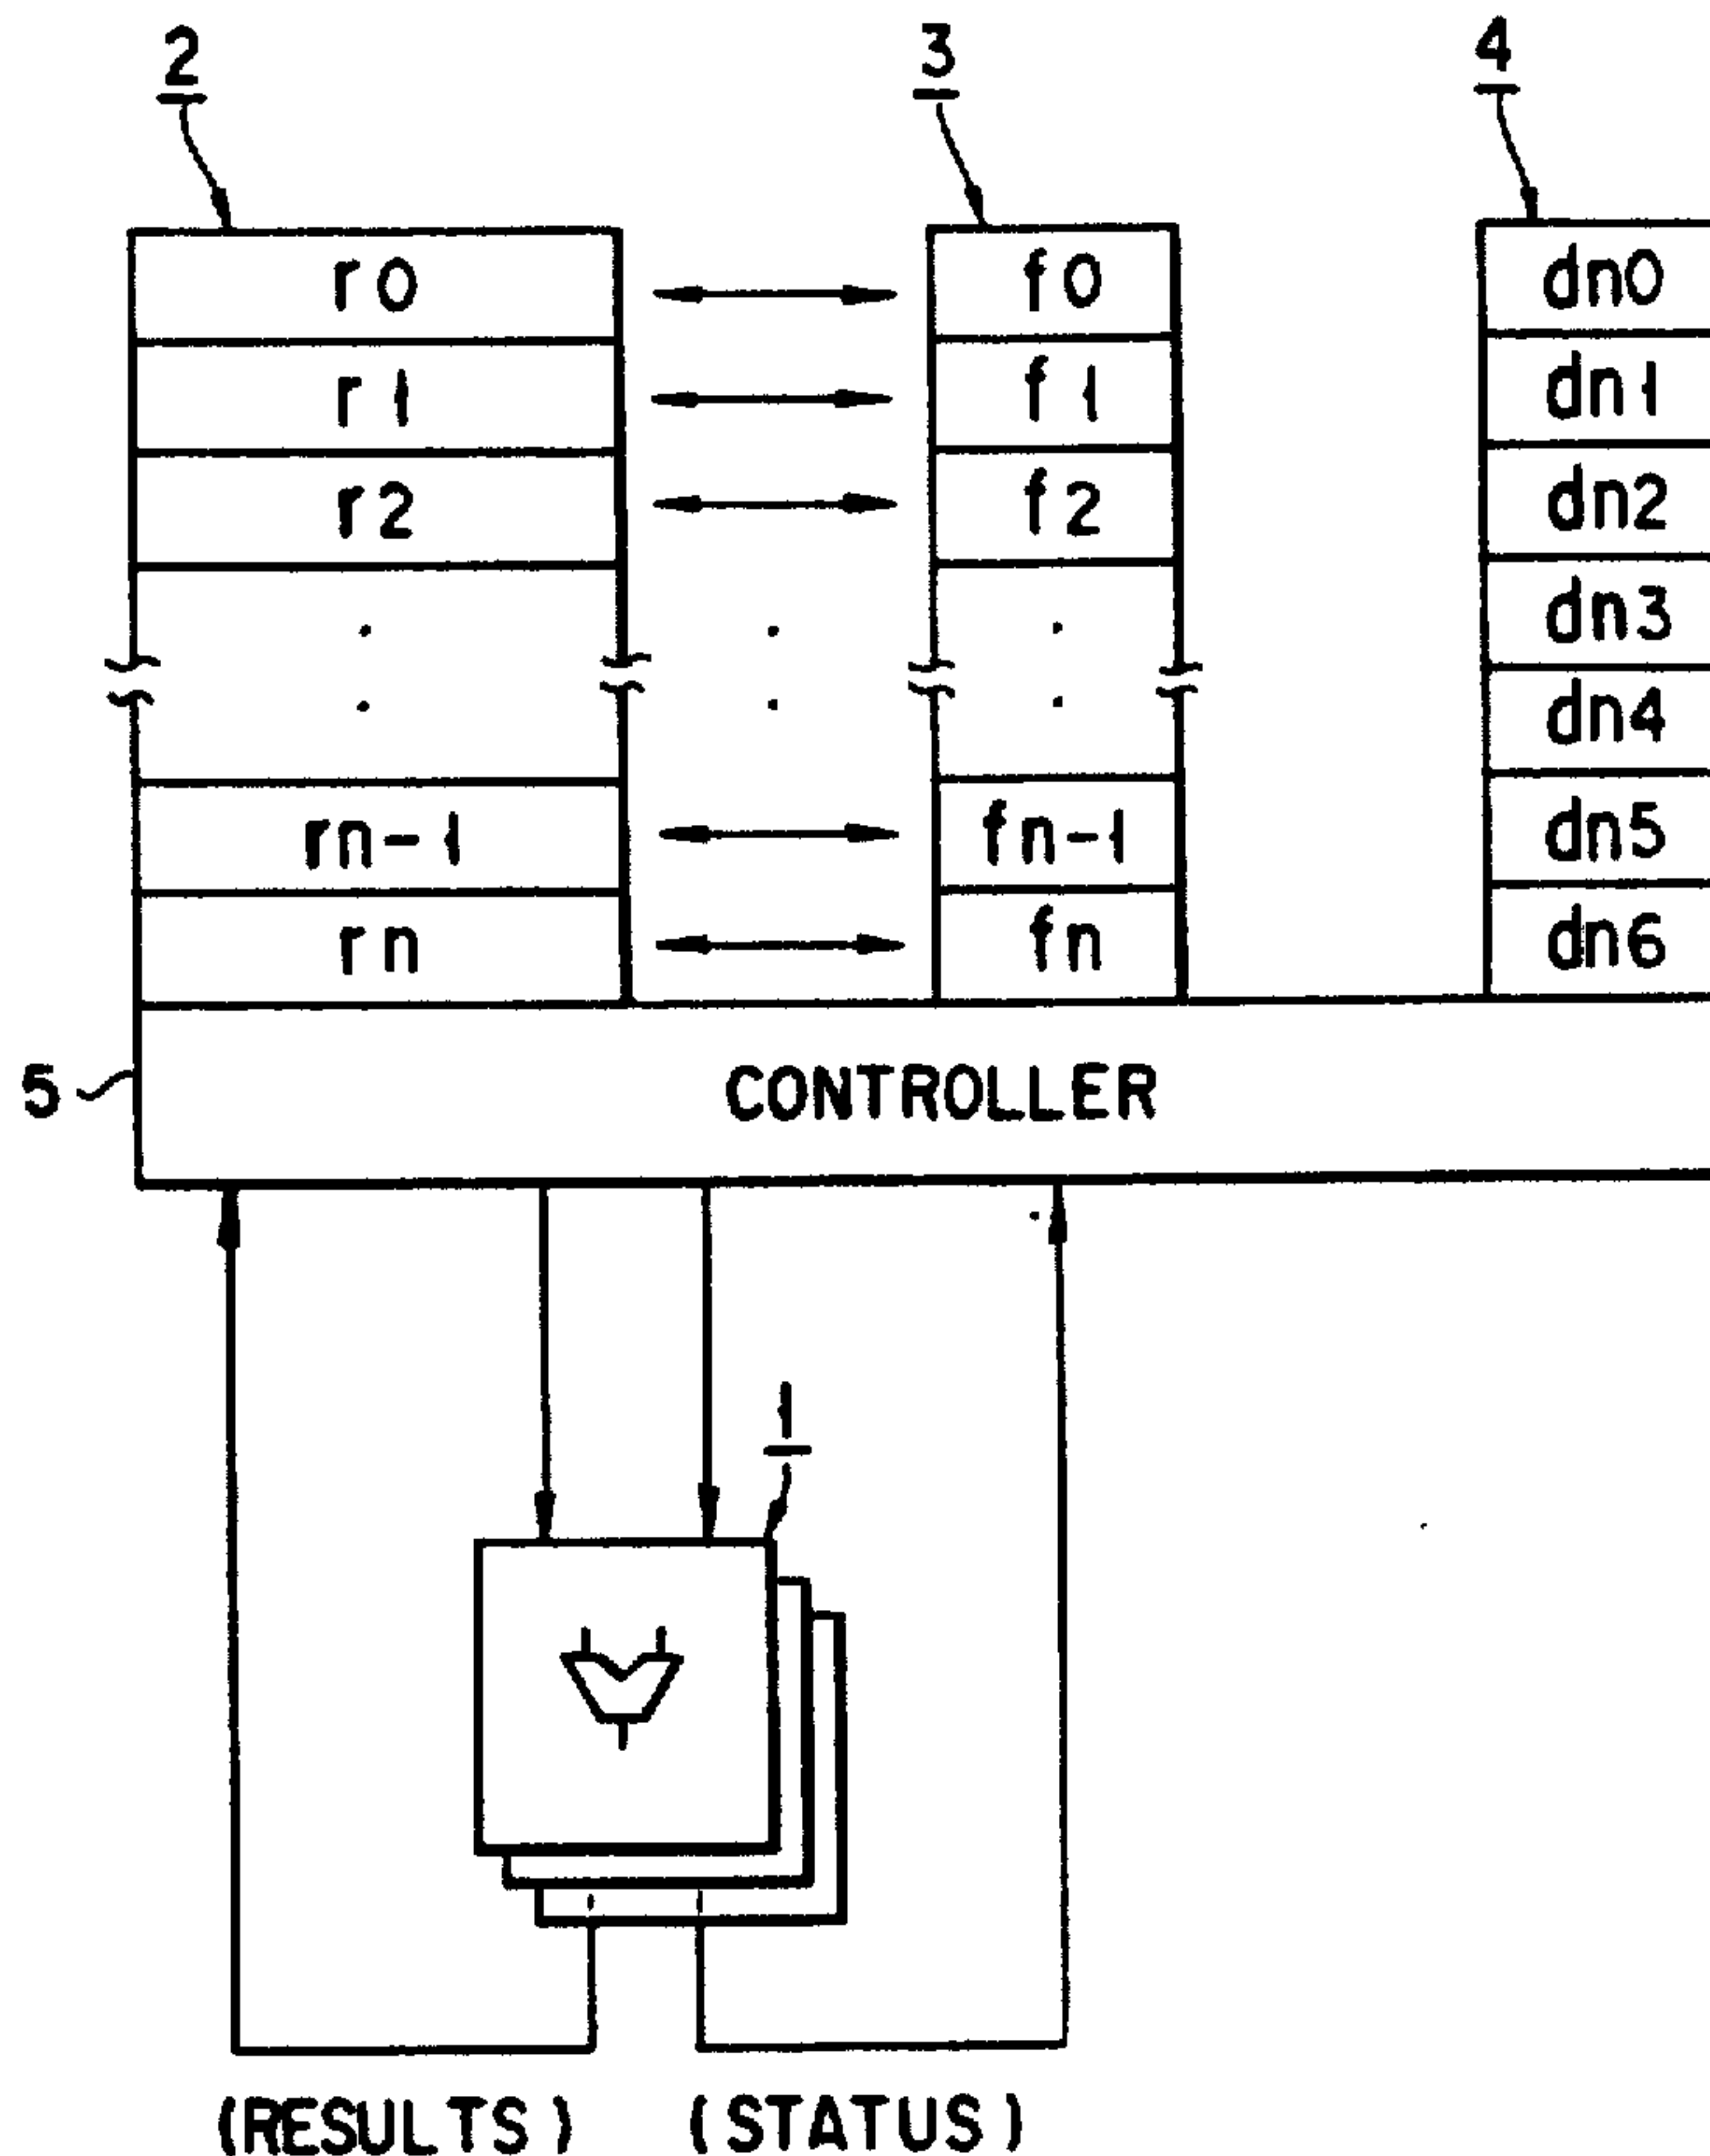 2 3 4
r0 f0 dn0
r1 f1 dn1
r2 f2 dn2
dn3
dn4
rn-1 fn-1 dn5
rn fn dn6
5 CONTROLLER
1
(RESULTS) (STATUS)